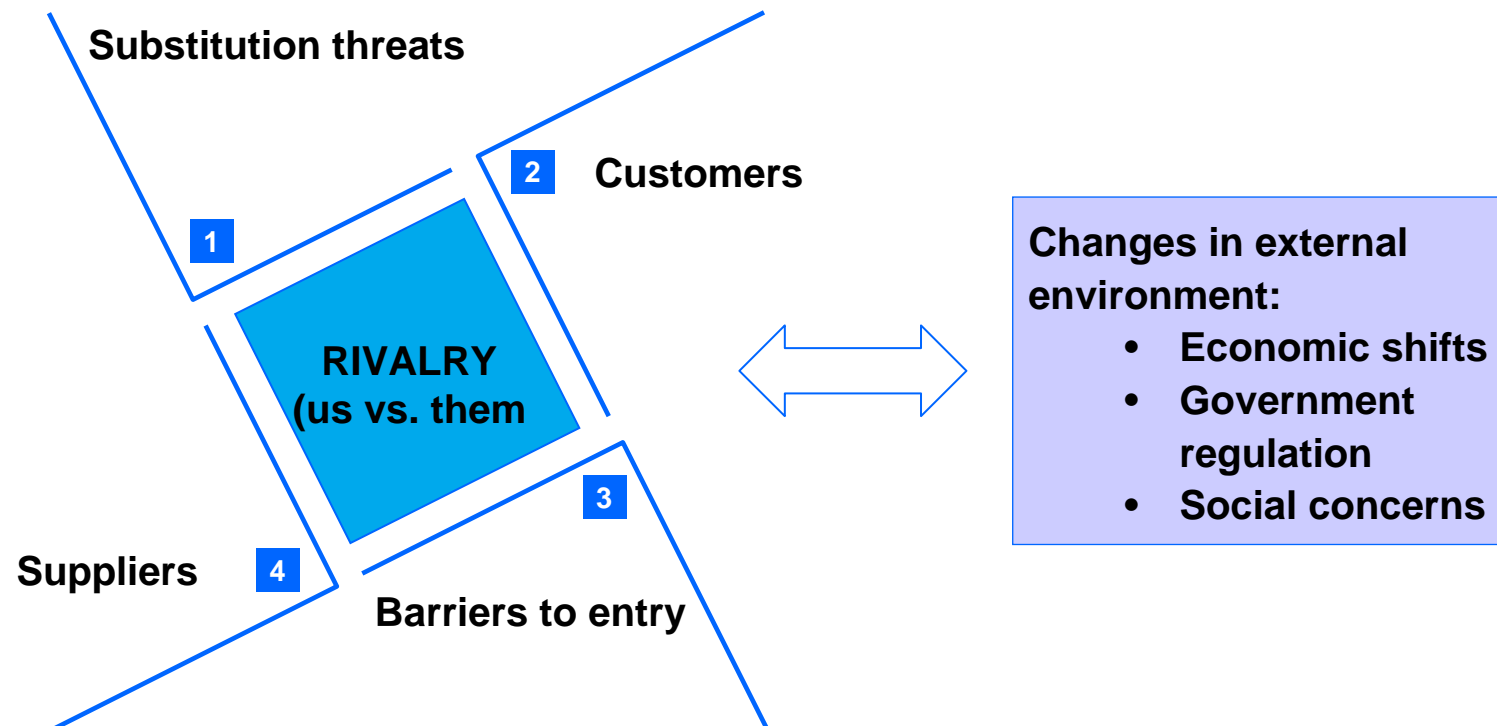 Substitution threats
2
Customers
1
Changes in external
environment:
• Economic shifts
• Government
regulation
• Social concerns
RIVALRY
(us vs. them
3
Suppliers
4
Barriers to entry